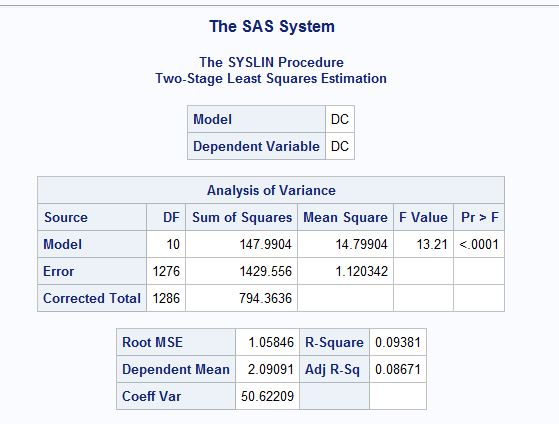 The SAS System
The SYSLIN Procedure
Two-Stage Least Squares Estimation
Model DC
Dependent Variable DC
Analysis of Variance
Source DF Sum of Squares Mean Square F Value Pr > F
Model 10 147.9904 14.79904 13.21 <.0001
Error 1276 1429.556 1.120342
Corrected Total 1286 794.3636
Root MSE 1.05846 R-Square 0.09381
Dependent Mean 2.09091 Adj R-Sq 0.08671
Coeff Var 50.62209